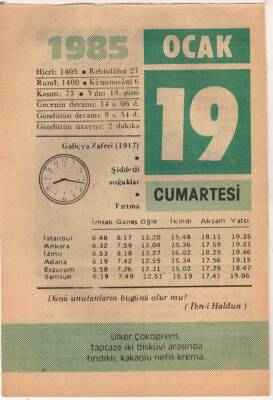 1985
OCAK
19
CUMARTESİ
Hicrî: 1405 • Rebiülâhır 27
Rumî: 1400 • Kânunusâni 6
Kasım: 73 • Yılın 19. günü
Gecenin devamı: 14 s. 06 d.
Gündüzün devamı: 9 s. 54 d.
Gündüzün uzayışı: 2 dakika
Galiçya Zaferi (1917)
Şiddetli
soğuklar
Fırtına
İmsak Güneş Öğle İkindi Akşam Yatsı
İstanbul 6.48 8.17 13.20 15.48 18.11 19.35
Ankara 6.32 7.59 13.04 15.36 17.59 19.21
İzmir 6.53 8.18 13.27 16.02 18.25 19.46
Adana 6.19 7.42 12.55 15.34 17.56 19.15
Erzurum 5.58 7.26 12.31 15.02 17.25 18.47
Samsun 6.19 7.49 12.51 15.19 17.41 19.06
Dünü unutanların bugünü olur mu?
( İbn-i Haldun )
Ülker Çokoprens.
Taptaze iki bisküvi arasında
fındıklı, kakaolu nefis krema.